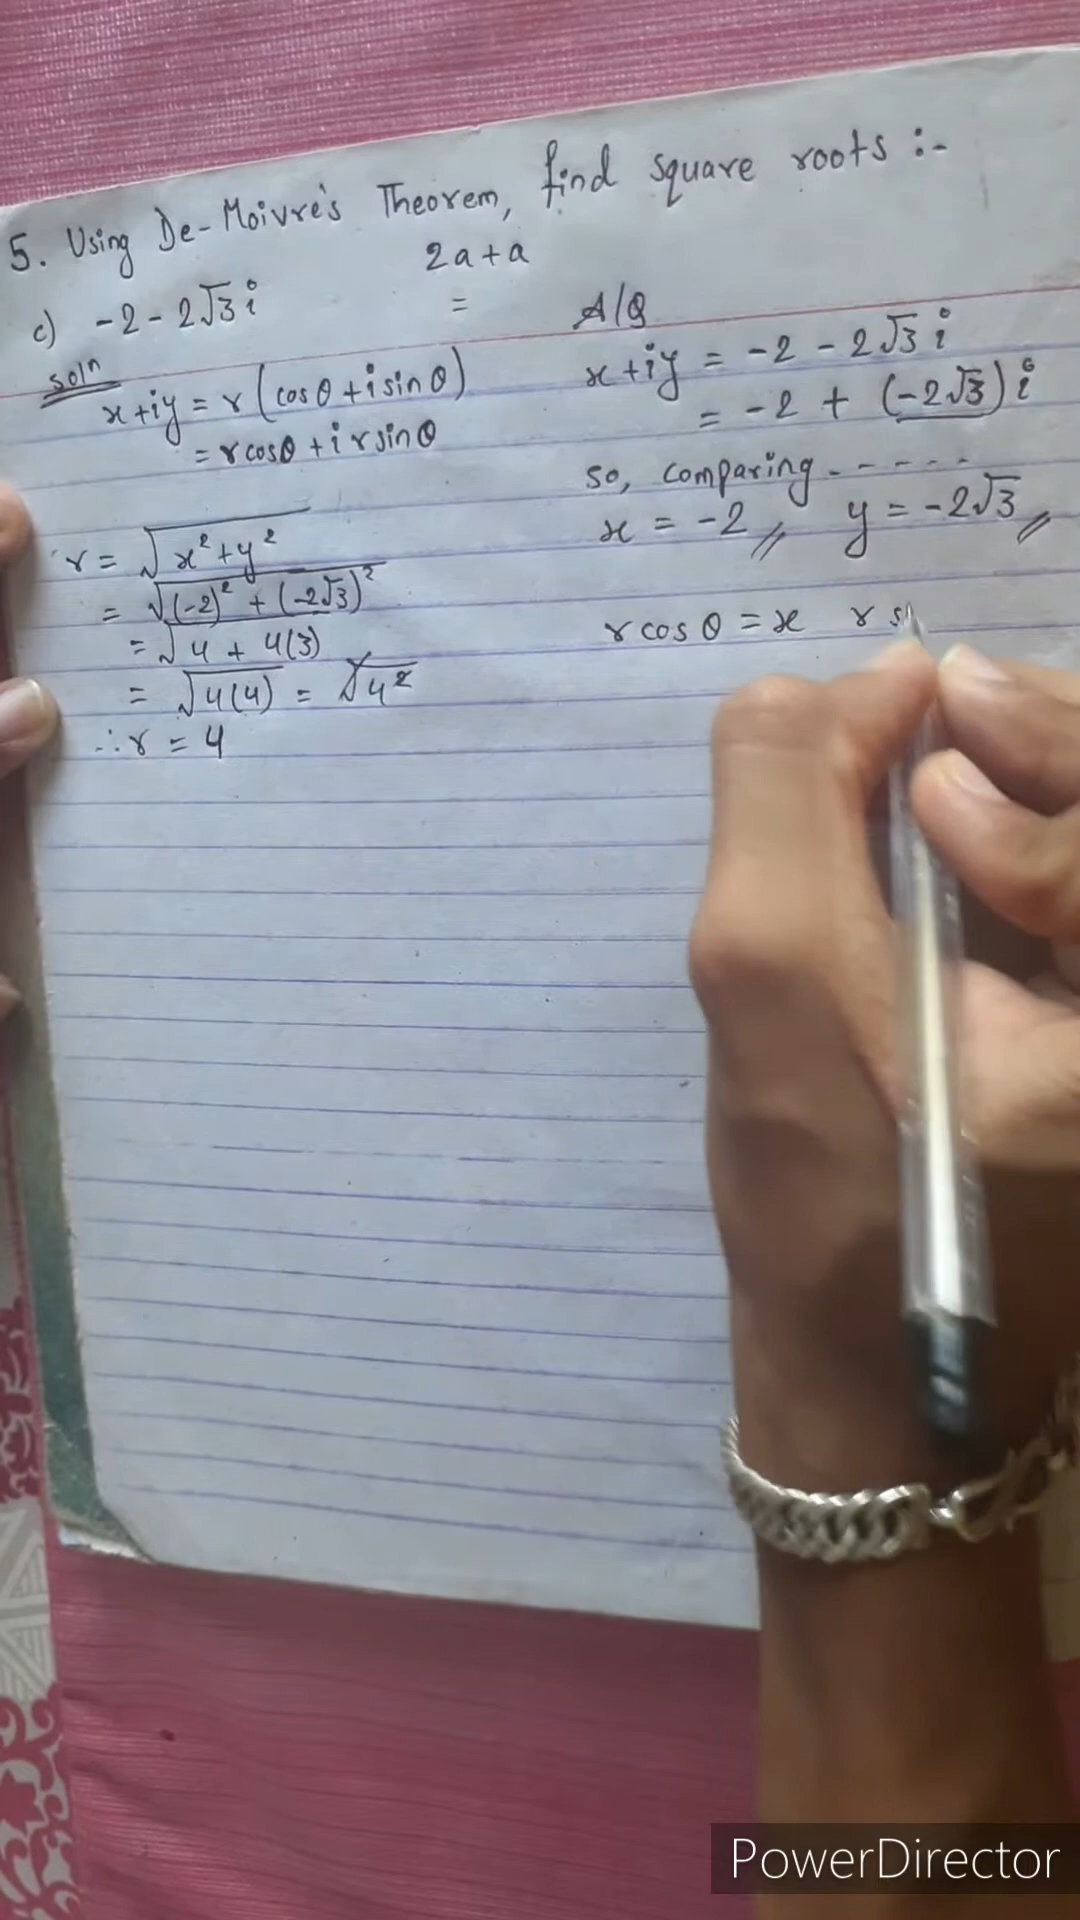 5. Using De-Moivre's Theorem, find square roots :-
c) -2 - 2√3 i
2a + a
=
soln
x+iy = r (cosθ + i sinθ)
= r cosθ + i r sinθ
r = √x²+y²
= √(-2)² + (-2√3)²
= √4 + 4(3)
= √4(4) = √4²
∴ r = 4
A/Q
x+iy = -2 - 2√3 i
= -2 + (-2√3) i
so, comparing - - - - -
x = -2 // y = -2√3 //
r cos θ = x r s
PowerDirector